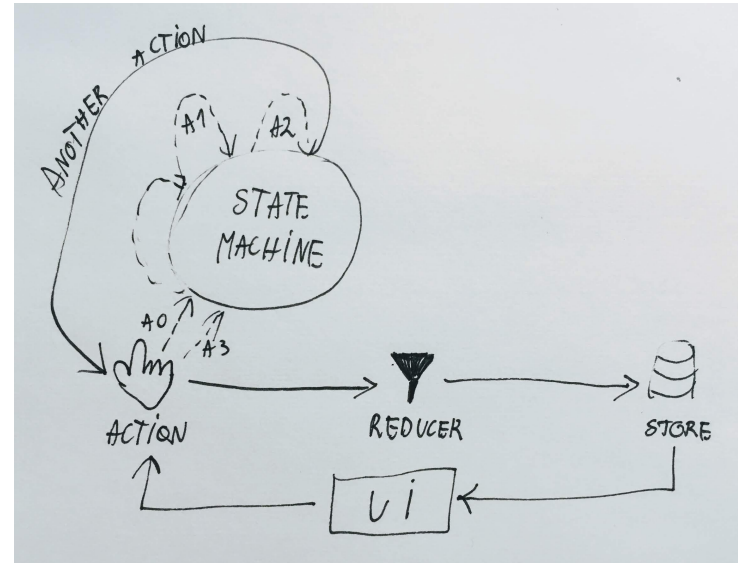 ANOTHER ACTION
A1
A2
STATE
MACHINE
A0
A3
ACTION
REDUCER
STORE
Ui